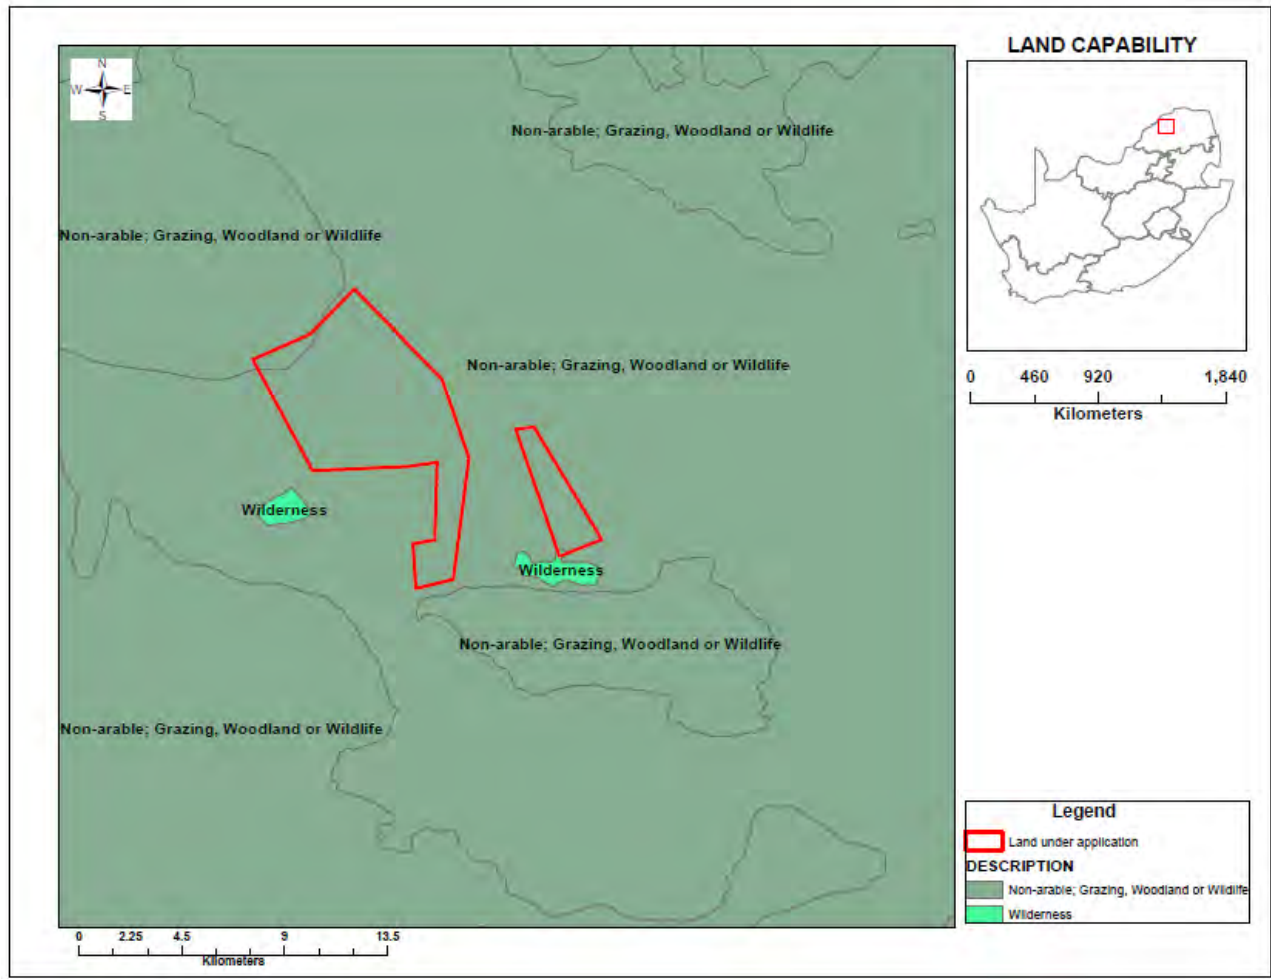 LAND CAPABILITY
N
W E
S
Non-arable; Grazing, Woodland or Wildlife
Non-arable; Grazing, Woodland or Wildlife
Non-arable; Grazing, Woodland or Wildlife
0 460 920 1,840
Kilometers
Wilderness
Wilderness
Non-arable; Grazing, Woodland or Wildlife
Non-arable; Grazing, Woodland or Wildlife
Legend
Land under application
DESCRIPTION
Non-arable; Grazing, Woodland or Wildlife
Wilderness
0 2.25 4.5 9 13.5
Kilometers